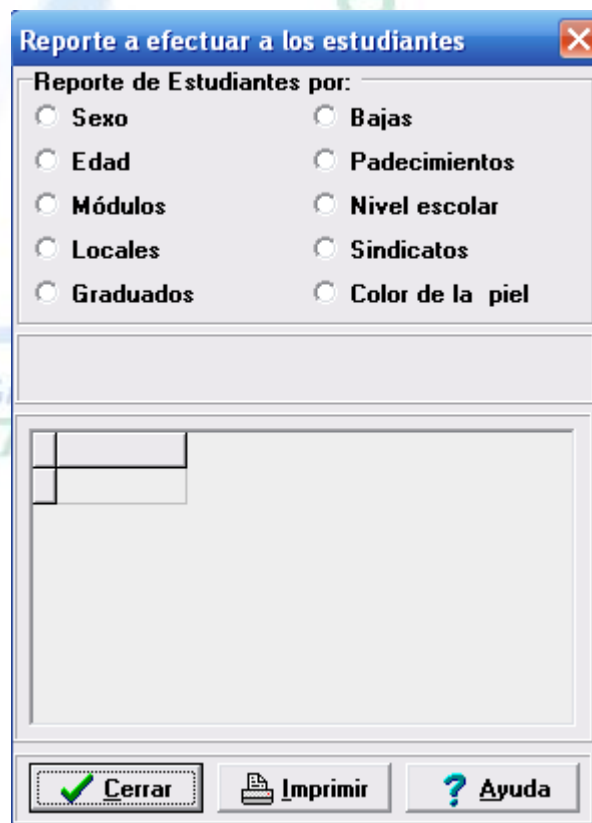 Reporte a efectuar a los estudiantes
Reporte de Estudiantes por:
Sexo
Bajas
Edad
Padecimientos
Módulos
Nivel escolar
Locales
Sindicatos
Graduados
Color de la piel
Cerrar
Imprimir
Ayuda